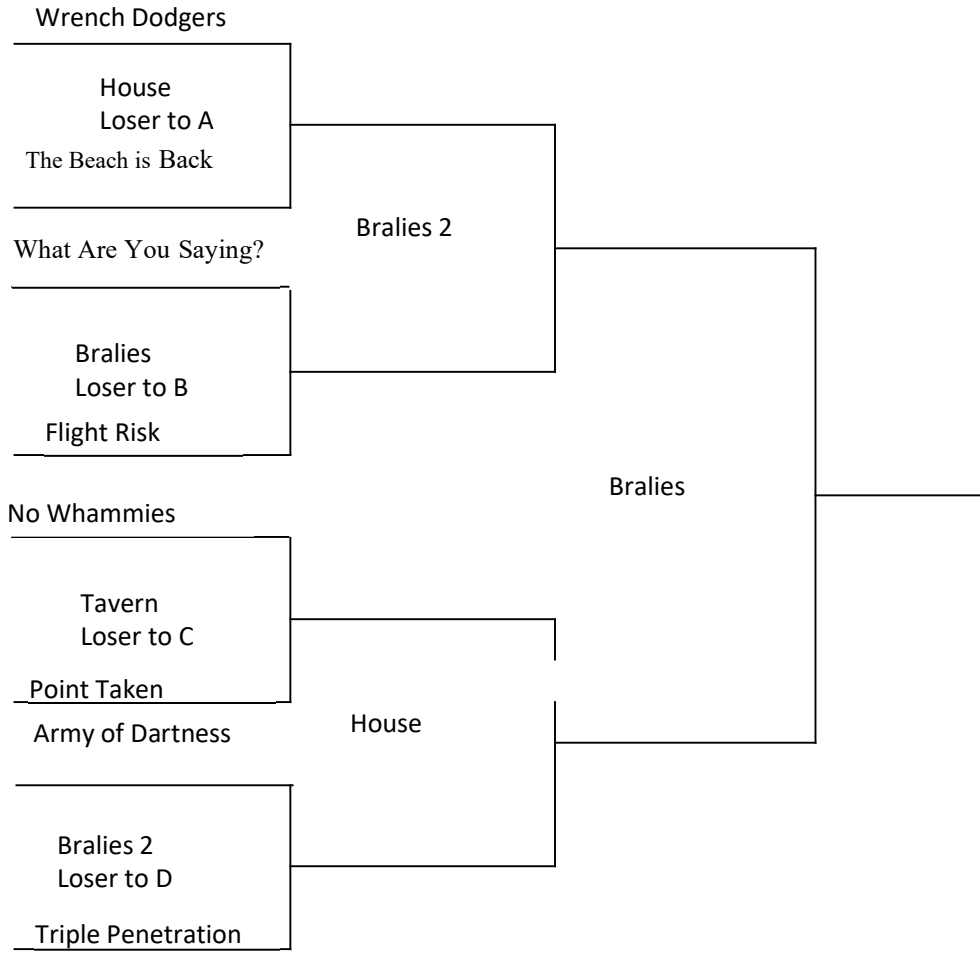 Wrench Dodgers
House
Loser to A
The Beach is Back
What Are You Saying?
Bralies 2
Bralies
Loser to B
Flight Risk
Bralies
No Whammies
Tavern
Loser to C
Point Taken
Army of Dartness
House
Bralies 2
Loser to D
Triple Penetration